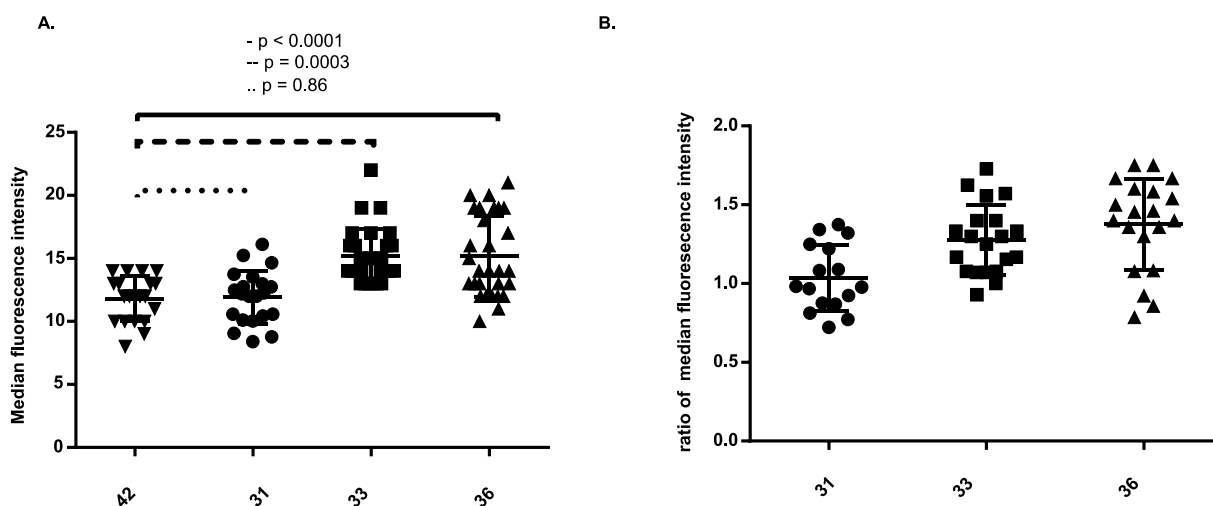 A.
- p < 0.0001
-- p = 0.0003
.. p = 0.86
Median fluorescence intensity
25
20
15
10
5
0
42
31
33
36
B.
ratio of median fluoresecence intensity
2.0
1.5
1.0
0.5
0.0
31
33
36